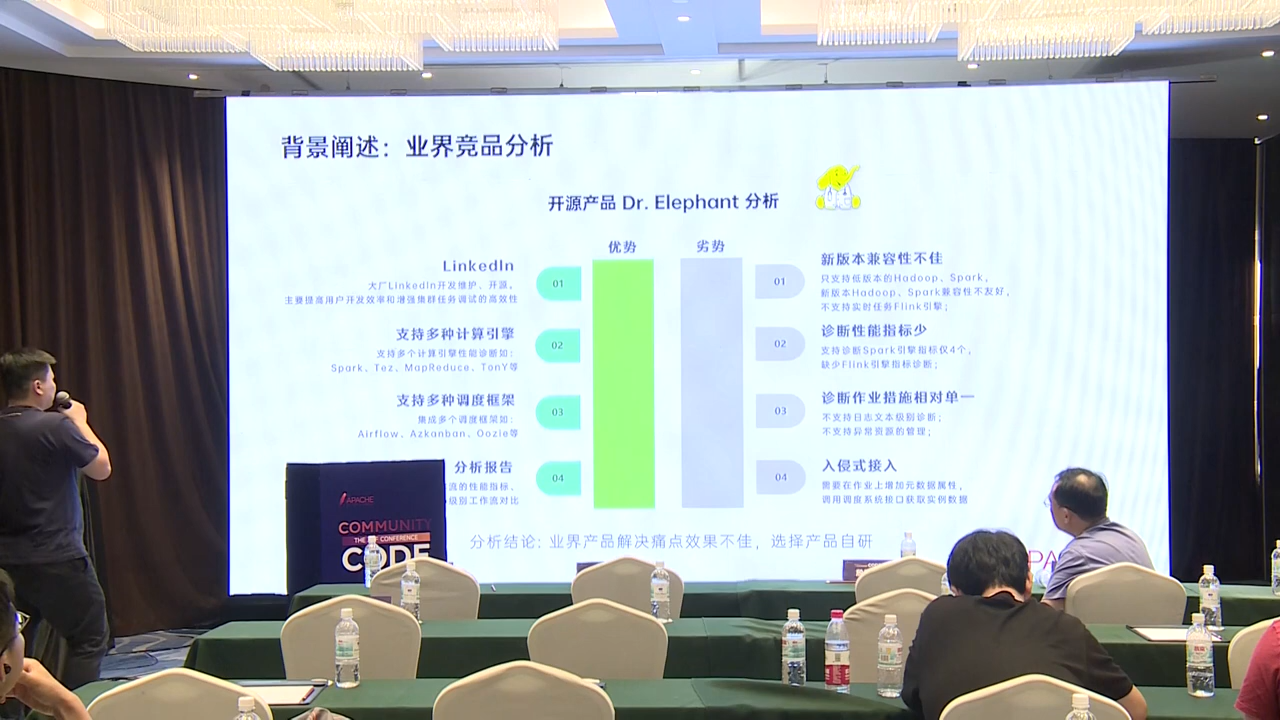 背景阐述：业界竞品分析
开源产品 Dr. Elephant 分析
优势
劣势
LinkedIn
大厂LinkedIn开发维护、开源，
主要提高用户开发效率和增强集群任务调试的高效性
01
支持多种计算引擎
支持多个计算引擎性能诊断如：
Spark、Tez、MapReduce、TonY等
02
支持多种调度框架
集成多个调度框架如：
Airflow、Azkanban、Oozie等
03
分析报告
流的性能指标、
级别工作流对比
04
01
新版本兼容性不佳
只支持低版本的Hadoop、Spark，
新版本Hadoop、Spark兼容性不友好，
不支持实时任务Flink引擎；
02
诊断性能指标少
支持诊断Spark引擎指标仅4个，
缺少Flink引擎指标诊断；
03
诊断作业措施相对单一
不支持日志文本级别诊断；
不支持异常资源的管理；
04
入侵式接入
需要在作业上增加元数据属性，
调用调度系统接口获取实例数据
分析结论：业界产品解决痛点效果不佳，选择产品自研
APACHE
COMMUNITY
THE CONFERENCE
CODE
PA